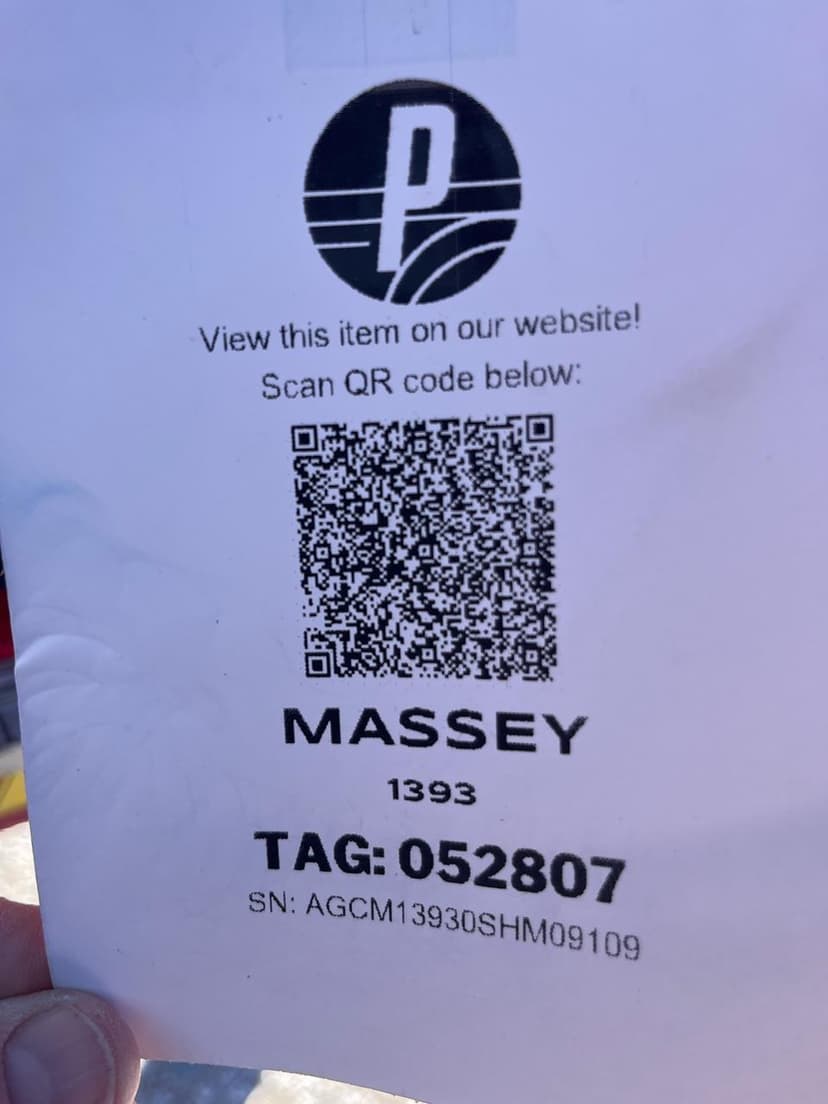 P
View this item on our website!
Scan QR code below:
MASSEY
1393
TAG: 052807
SN: AGCM13930SHM09109